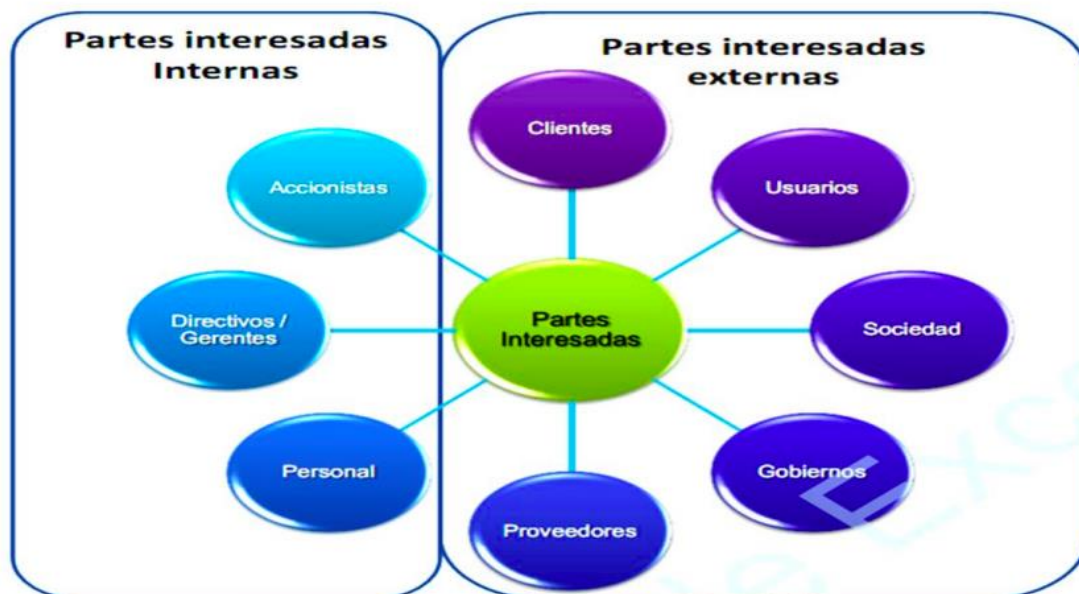 Partes interesadas
Internas
Partes interesadas
externas
Clientes
Accionistas
Usuarios
Directivos /
Gerentes
Partes
Interesadas
Sociedad
Personal
Gobiernos
Proveedores